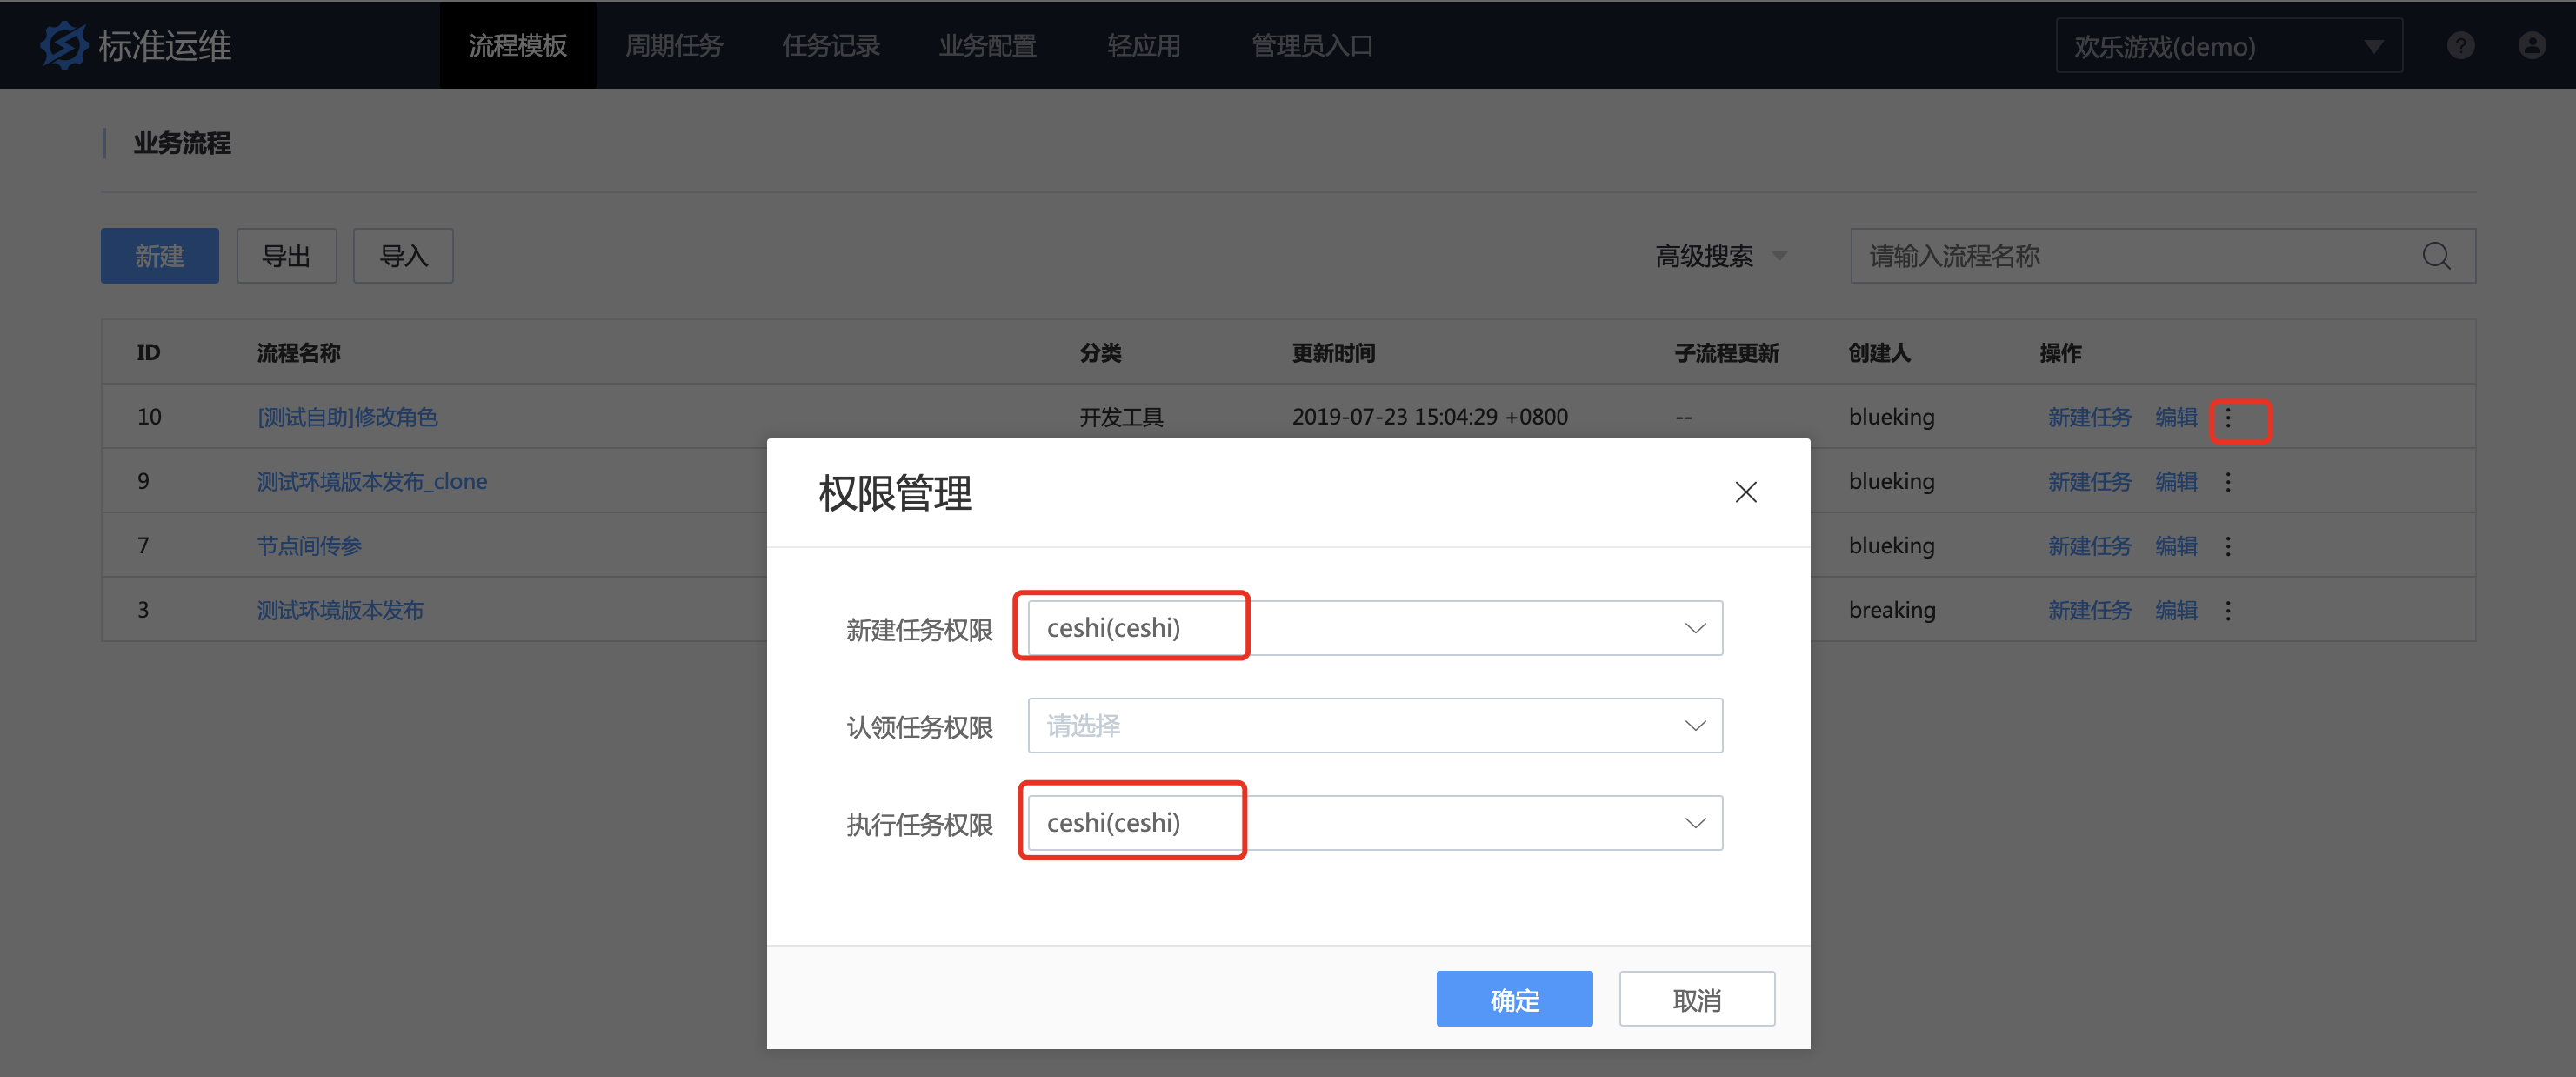 标准运维 流程模板 周期任务 任务记录 业务配置 轻应用 管理员入口 欢乐游戏(demo) ?
业务流程
新建 导出 导入 高级搜索 请输入流程名称
ID 流程名称 分类 更新时间 子流程更新 创建人 操作
10 [测试自助]修改角色 开发工具 2019-07-23 15:04:29 +0800 -- blueking 新建任务 编辑
9 测试环境版本发布_clone blueking 新建任务 编辑
7 节点间传参 blueking 新建任务 编辑
3 测试环境版本发布 breaking 新建任务 编辑
权限管理
新建任务权限 ceshi(ceshi)
认领任务权限 请选择
执行任务权限 ceshi(ceshi)
确定 取消